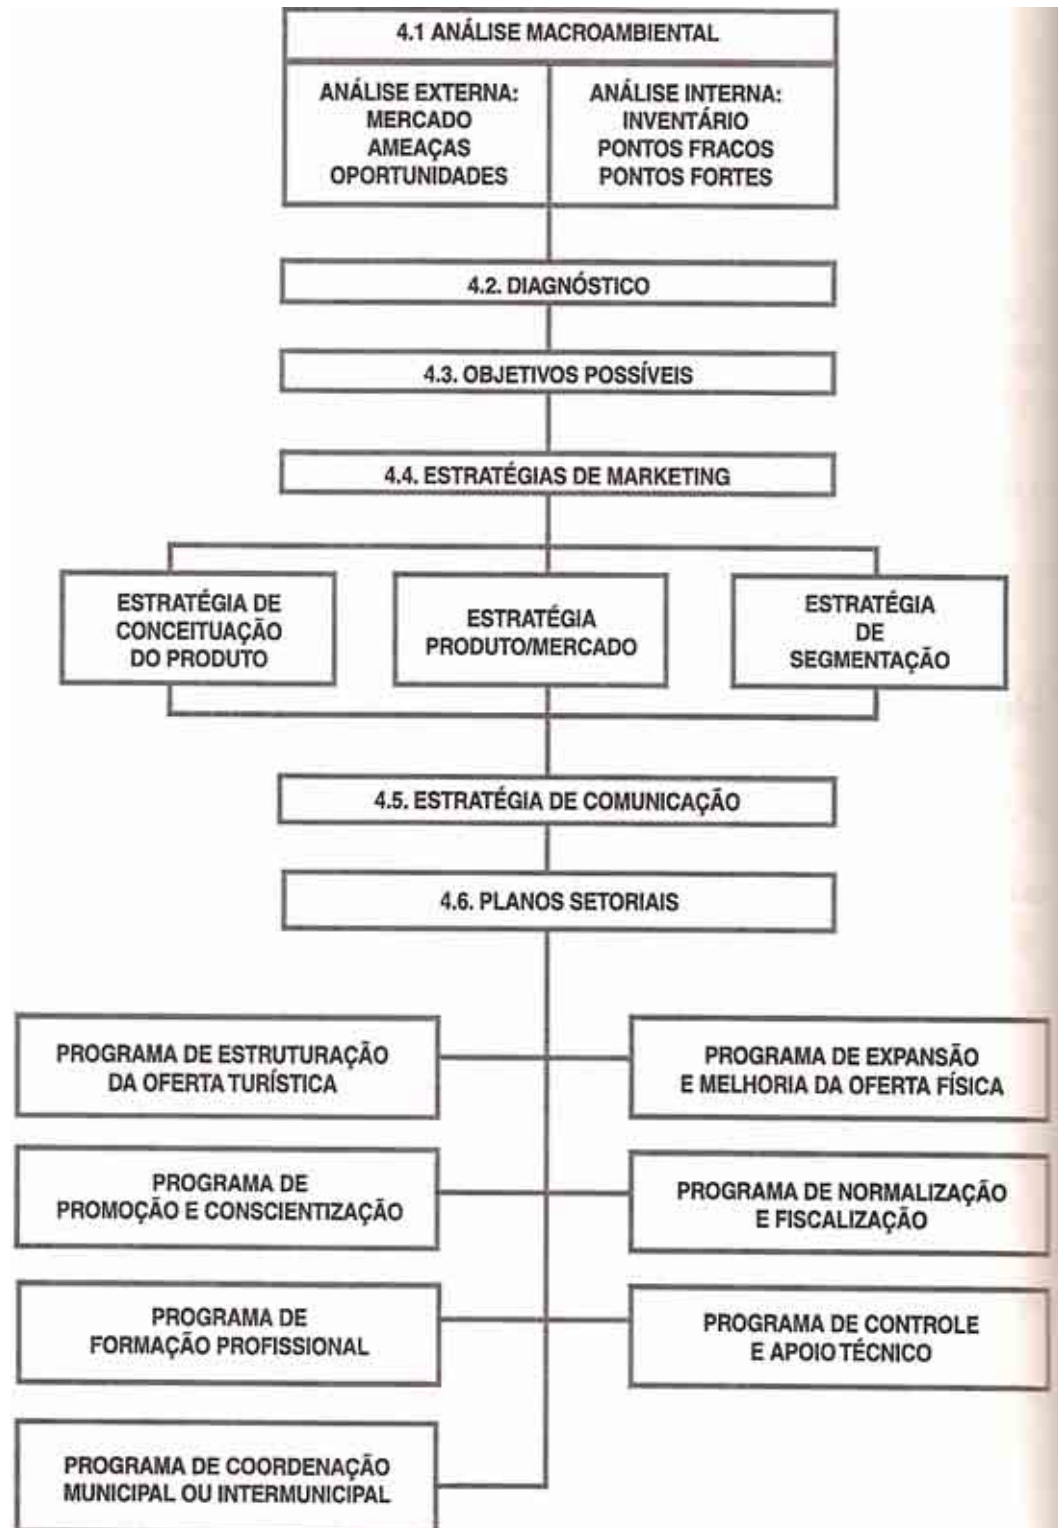 4.1 ANÁLISE MACROAMBIENTAL
ANÁLISE EXTERNA:
MERCADO
AMEAÇAS
OPORTUNIDADES
ANÁLISE INTERNA:
INVENTÁRIO
PONTOS FRACOS
PONTOS FORTES
4.2. DIAGNÓSTICO
4.3. OBJETIVOS POSSÍVEIS
4.4. ESTRATÉGIAS DE MARKETING
ESTRATÉGIA DE
CONCEITUAÇÃO
DO PRODUTO
ESTRATÉGIA
PRODUTO/MERCADO
ESTRATÉGIA
DE
SEGMENTAÇÃO
4.5. ESTRATÉGIA DE COMUNICAÇÃO
4.6. PLANOS SETORIAIS
PROGRAMA DE ESTRUTURAÇÃO
DA OFERTA TURÍSTICA
PROGRAMA DE EXPANSÃO
E MELHORIA DA OFERTA FÍSICA
PROGRAMA DE
PROMOÇÃO E CONSCIENTIZAÇÃO
PROGRAMA DE NORMALIZAÇÃO
E FISCALIZAÇÃO
PROGRAMA DE
FORMAÇÃO PROFISSIONAL
PROGRAMA DE CONTROLE
E APOIO TÉCNICO
PROGRAMA DE COORDENAÇÃO
MUNICIPAL OU INTERMUNICIPAL